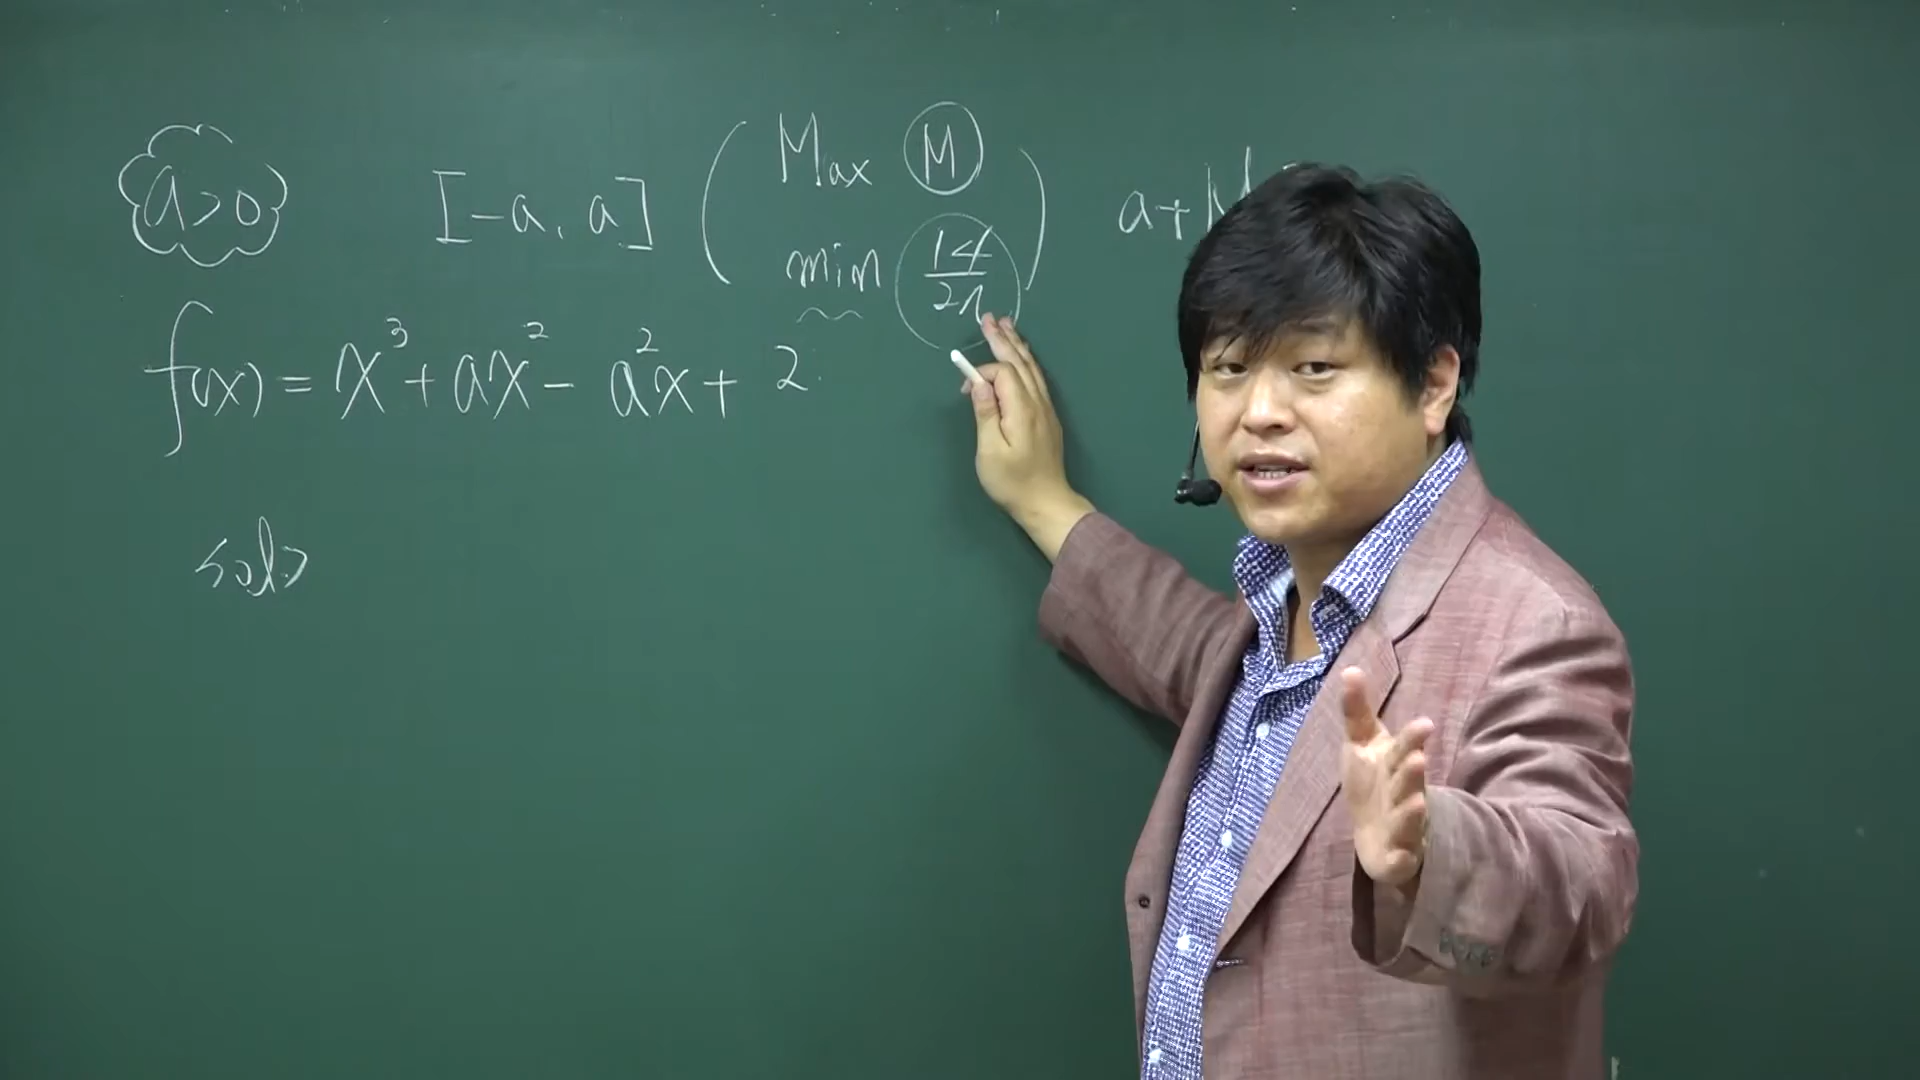 a>0 [-a, a] ( Max M a+M
min 14/27 )
f(x) = x³ + ax² - a²x + 2
<sol>